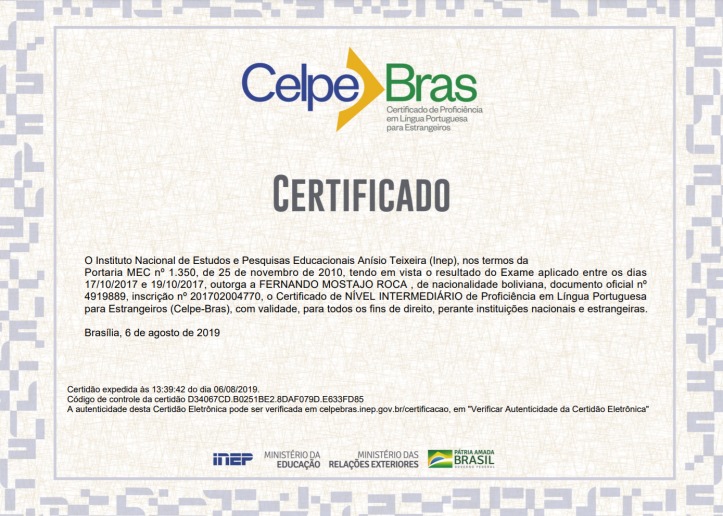 Celpe Bras
Certificado de Proficiência
em Língua Portuguesa
para Estrangeiros
CERTIFICADO
O Instituto Nacional de Estudos e Pesquisas Educacionais Anísio Teixeira (Inep), nos termos da
Portaria MEC nº 1.350, de 25 de novembro de 2010, tendo em vista o resultado do Exame aplicado entre os dias
17/10/2017 e 19/10/2017, outorga a FERNANDO MOSTAJO ROCA , de nacionalidade boliviana, documento oficial nº
4919889, inscrição nº 201702004770, o Certificado de NÍVEL INTERMEDIÁRIO de Proficiência em Língua Portuguesa
para Estrangeiros (Celpe-Bras), com validade, para todos os fins de direito, perante instituições nacionais e estrangeiras.
Brasília, 6 de agosto de 2019
Certidão expedida às 13:39:42 do dia 06/08/2019.
Código de controle da certidão D34067CD.B0251BE2.8DAF079D.E633FD85
A autenticidade desta Certidão Eletrônica pode ser verificada em celpebras.inep.gov.br/certificacao, em "Verificar Autenticidade da Certidão Eletrônica"
inep
MINISTÉRIO DA
EDUCAÇÃO
MINISTÉRIO DAS
RELAÇÕES EXTERIORES
PÁTRIA AMADA
BRASIL
GOVERNO FEDERAL